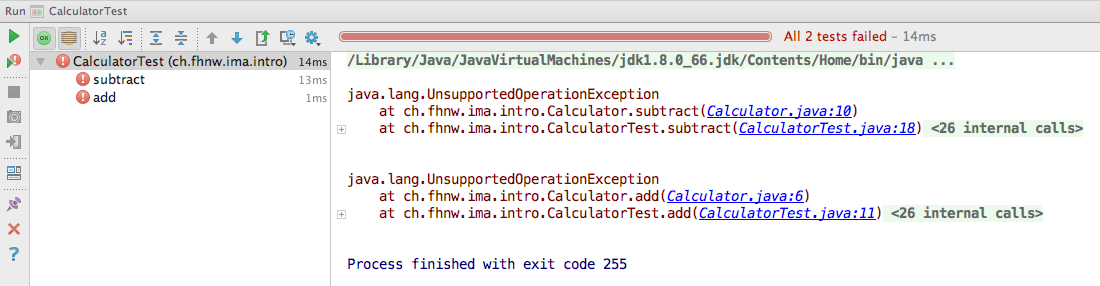 Run CalculatorTest
OK
All 2 tests failed – 14ms
CalculatorTest (ch.fhnw.ima.intro) 14ms
subtract 13ms
add 1ms
/Library/Java/JavaVirtualMachines/jdk1.8.0_66.jdk/Contents/Home/bin/java ...
java.lang.UnsupportedOperationException
at ch.fhnw.ima.intro.Calculator.subtract(Calculator.java:10)
at ch.fhnw.ima.intro.CalculatorTest.subtract(CalculatorTest.java:18) <26 internal calls>
java.lang.UnsupportedOperationException
at ch.fhnw.ima.intro.Calculator.add(Calculator.java:6)
at ch.fhnw.ima.intro.CalculatorTest.add(CalculatorTest.java:11) <26 internal calls>
Process finished with exit code 255